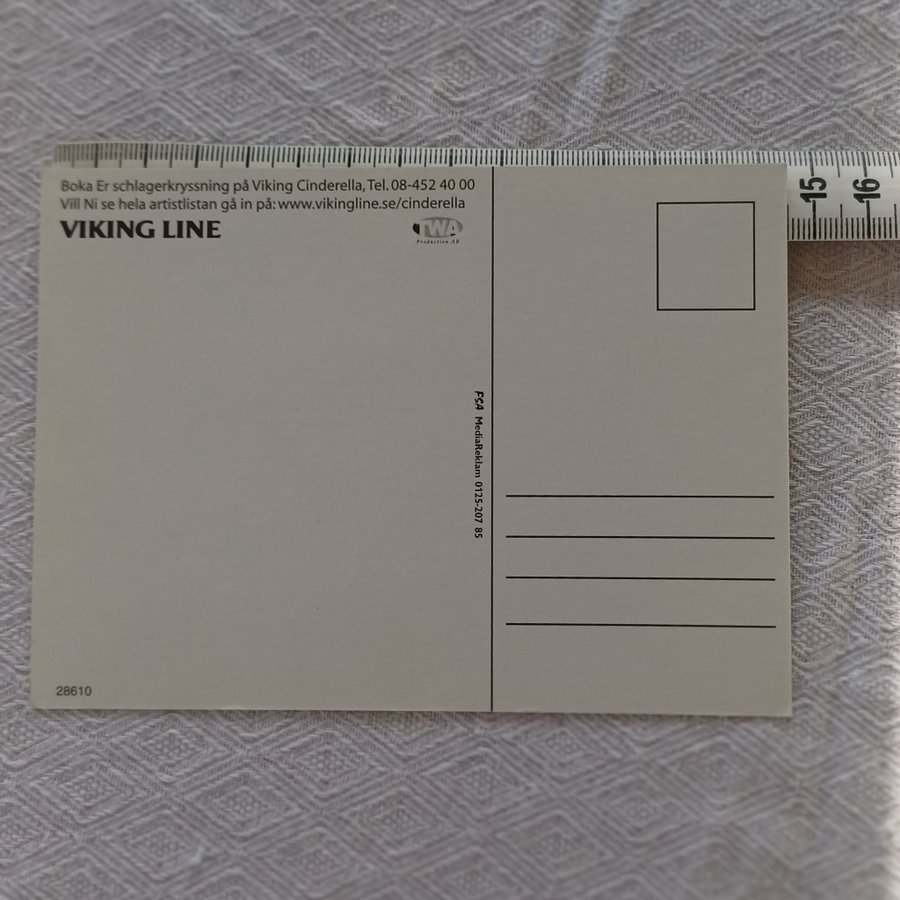 Boka Er schlagerkryssning på Viking Cinderella, Tel. 08-452 40 00
Vill Ni se hela artistlistan gå in på: www.vikingline.se/cinderella
VIKING LINE
TWA
Production AB
FSA MediaReklam 0125-207 85
28610
15
16